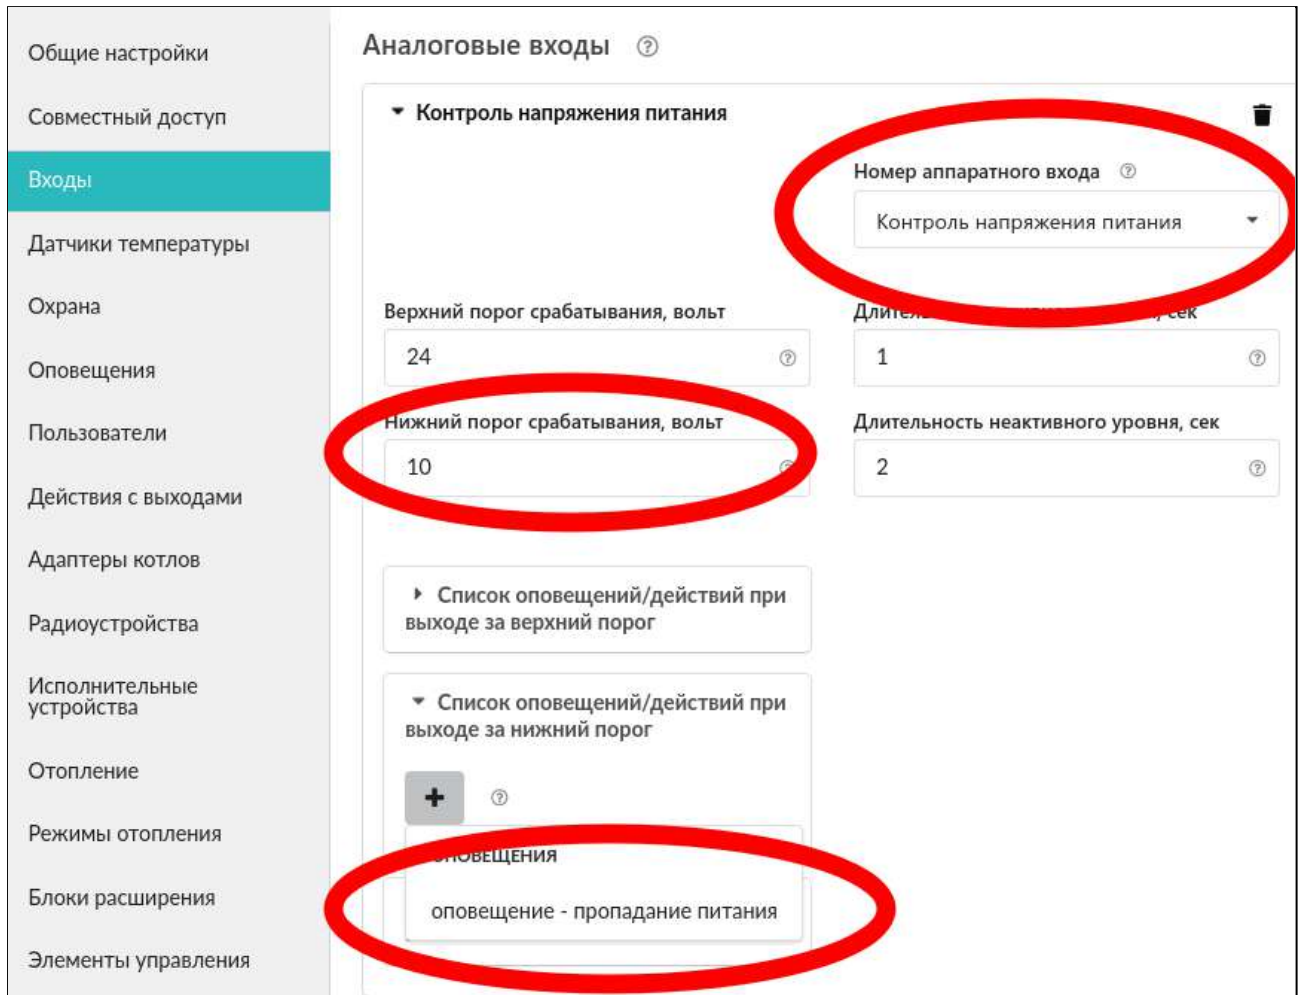 Общие настройки
Совместный доступ
Входы
Датчики температуры
Охрана
Оповещения
Пользователи
Действия с выходами
Адаптеры котлов
Радиоустройства
Исполнительные
устройства
Отопление
Режимы отопления
Блоки расширения
Элементы управления
Аналоговые входы
Контроль напряжения питания
Номер аппаратного входа
Контроль напряжения питания
Верхний порог срабатывания, вольт
24
сек
1
Нижний порог срабатывания, вольт
10
Длительность неактивного уровня, сек
2
Список оповещений/действий при
выходе за верхний порог
Список оповещений/действий при
выходе за нижний порог
+
ОПОВЕЩЕНИЯ
оповещение - пропадание питания